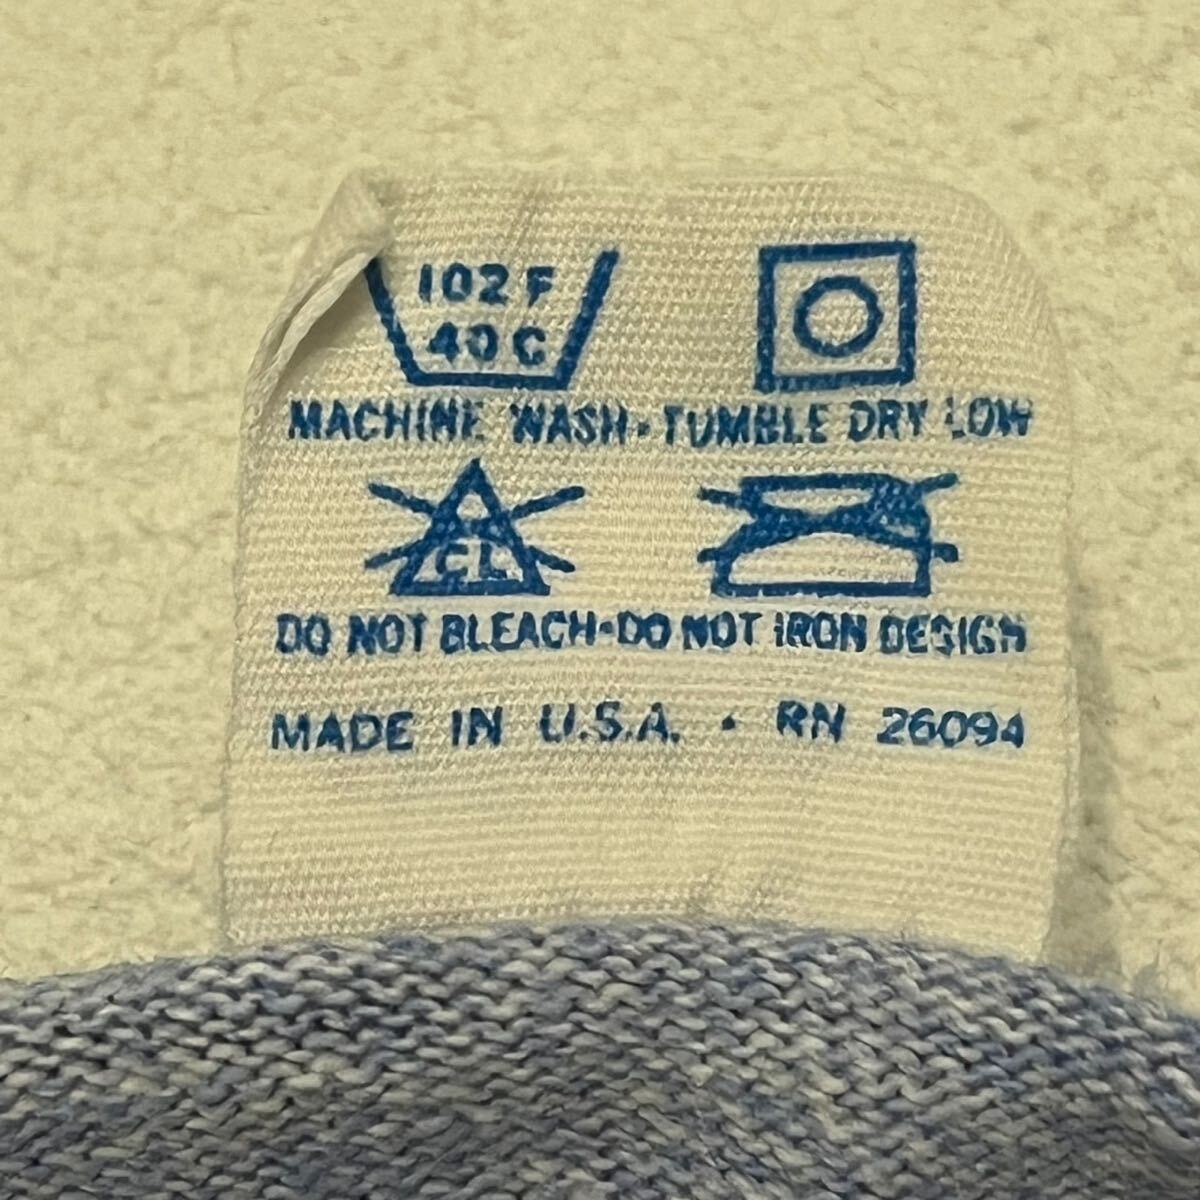 102 F
40 C
MACHINE WASH·TUMBLE DRY LOW
CL
DO NOT BLEACH·DO NOT IRON DESIGN
MADE IN U.S.A. · RN 26094